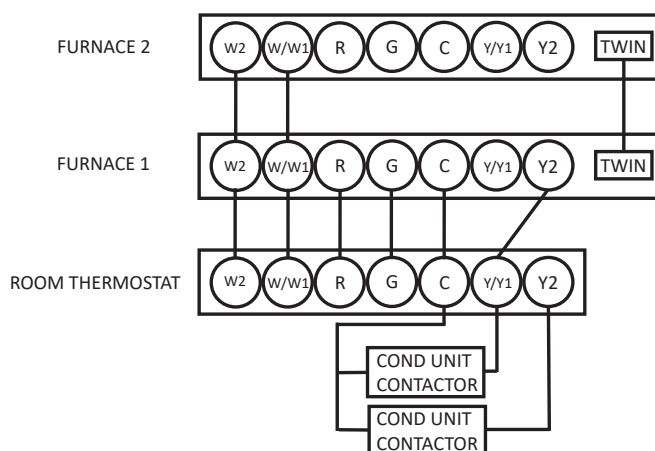 FURNACE 2 W2 W/W1 R G C Y/Y1 Y2 TWIN
FURNACE 1 W2 W/W1 R G C Y/Y1 Y2 TWIN
ROOM THERMOSTAT W2 W/W1 R G C Y/Y1 Y2
COND UNIT
CONTACTOR
COND UNIT
CONTACTOR